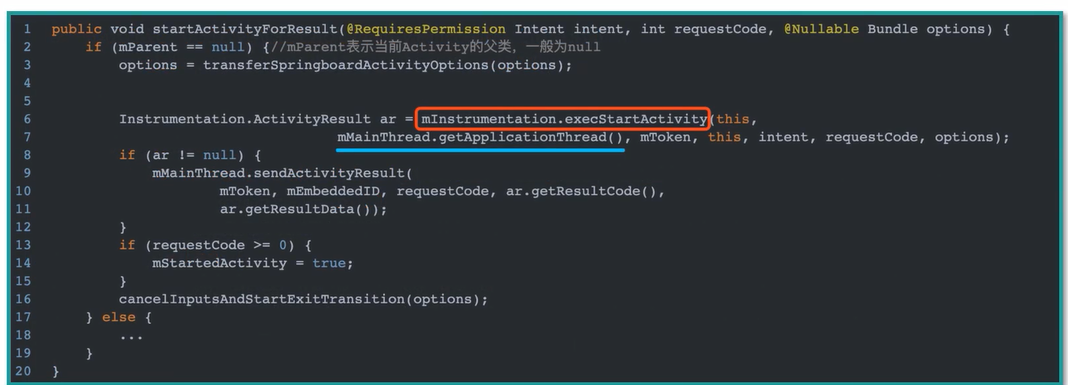 1 public void startActivityForResult(@RequiresPermission Intent intent, int requestCode, @Nullable Bundle options) {
2 if (mParent == null) {//mParent表示当前Activity的父类，一般为null
3 options = transferSpringboardActivityOptions(options);
4
5
6 Instrumentation.ActivityResult ar = mInstrumentation.execStartActivity(this,
7 mMainThread.getApplicationThread(), mToken, this, intent, requestCode, options);
8 if (ar != null) {
9 mMainThread.sendActivityResult(
10 mToken, mEmbeddedID, requestCode, ar.getResultCode(),
11 ar.getResultData());
12 }
13 if (requestCode >= 0) {
14 mStartedActivity = true;
15 }
16 cancelInputsAndStartExitTransition(options);
17 } else {
18 ...
19 }
20 }